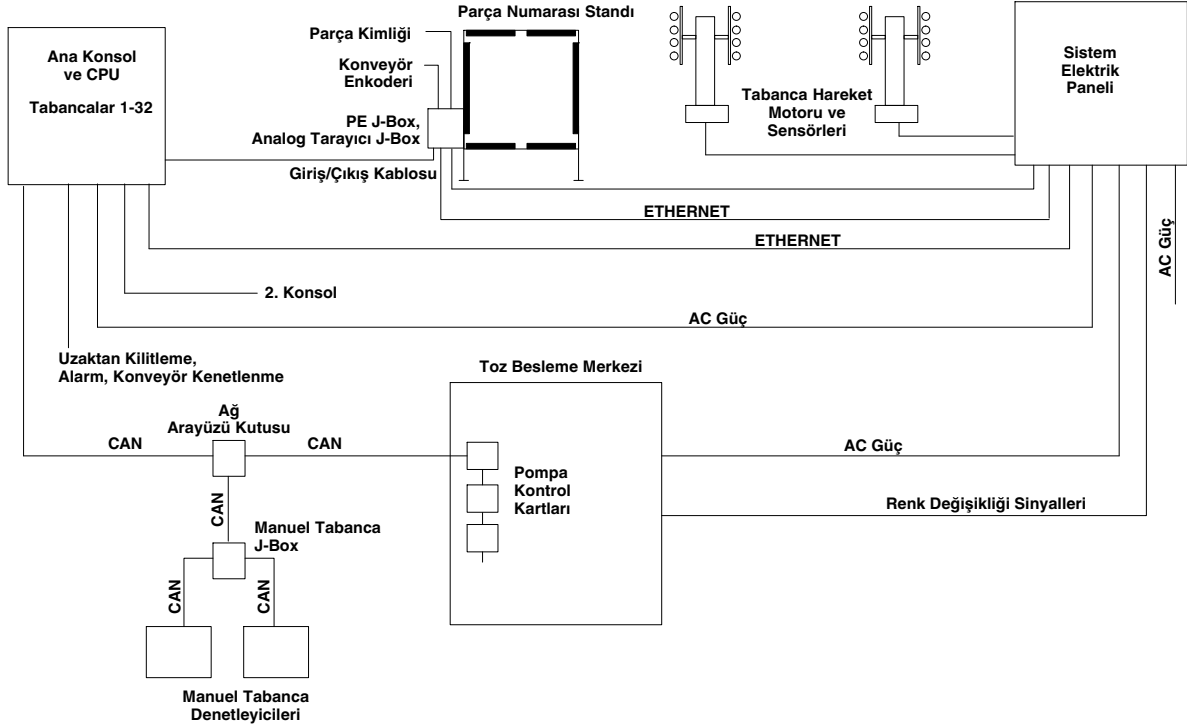 Parça Numarası Standı
Ana Konsol
ve CPU
Tabancalar 1-32
Parça Kimliği
Konveyör
Enkoderi
PE J-Box,
Analog Tarayıcı J-Box
Giriş/Çıkış Kablosu
Tabanca Hareket
Motoru ve
Sensörleri
Sistem
Elektrik
Paneli
ETHERNET
ETHERNET
AC Güç
2. Konsol
AC Güç
Uzaktan Kilitleme,
Alarm, Konveyör Kenetlenme
Toz Besleme Merkezi
Ağ
Arayüzü Kutusu
CAN
CAN
AC Güç
Pompa
Kontrol
Kartları
CAN
Renk Değişikliği Sinyalleri
Manuel Tabanca
J-Box
CAN
CAN
Manuel Tabanca
Denetleyicileri